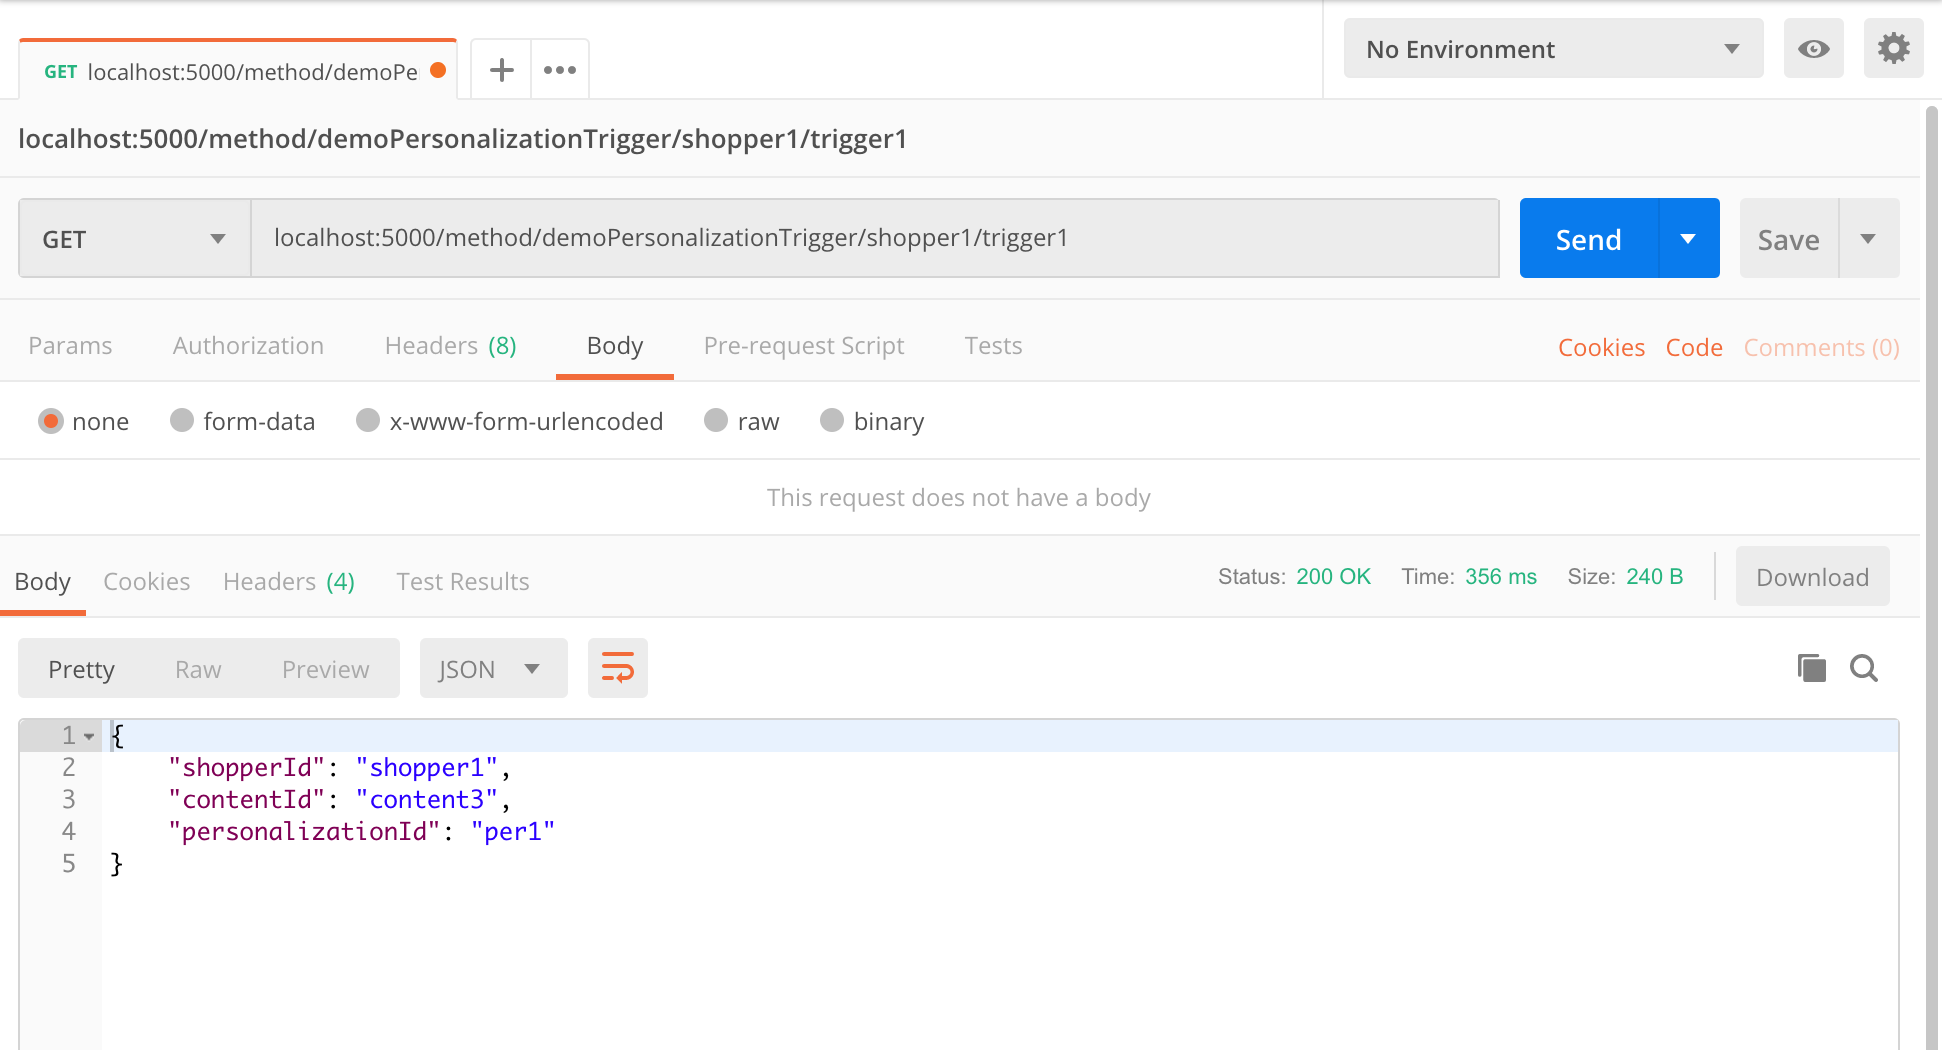 GET localhost:5000/method/demoPe
No Environment
localhost:5000/method/demoPersonalizationTrigger/shopper1/trigger1
GET localhost:5000/method/demoPersonalizationTrigger/shopper1/trigger1 Send Save
Params Authorization Headers (8) Body Pre-request Script Tests Cookies Code Comments (0)
none form-data x-www-form-urlencoded raw binary
This request does not have a body
Body Cookies Headers (4) Test Results Status: 200 OK Time: 356 ms Size: 240 B Download
Pretty Raw Preview JSON
1 {
2 "shopperId": "shopper1",
3 "contentId": "content3",
4 "personalizationId": "per1"
5 }